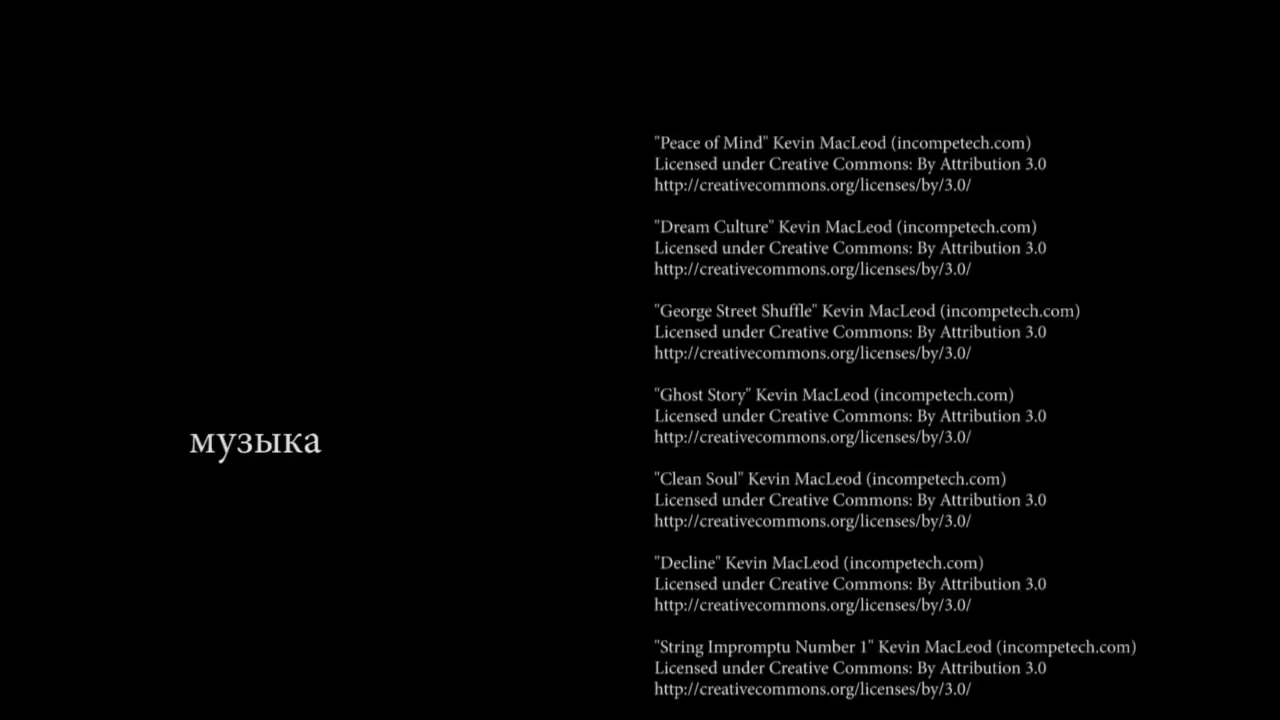 музыка
"Peace of Mind" Kevin MacLeod (incompetech.com)
Licensed under Creative Commons: By Attribution 3.0
http://creativecommons.org/licenses/by/3.0/
"Dream Culture" Kevin MacLeod (incompetech.com)
Licensed under Creative Commons: By Attribution 3.0
http://creativecommons.org/licenses/by/3.0/
"George Street Shuffle" Kevin MacLeod (incompetech.com)
Licensed under Creative Commons: By Attribution 3.0
http://creativecommons.org/licenses/by/3.0/
"Ghost Story" Kevin MacLeod (incompetech.com)
Licensed under Creative Commons: By Attribution 3.0
http://creativecommons.org/licenses/by/3.0/
"Clean Soul" Kevin MacLeod (incompetech.com)
Licensed under Creative Commons: By Attribution 3.0
http://creativecommons.org/licenses/by/3.0/
"Decline" Kevin MacLeod (incompetech.com)
Licensed under Creative Commons: By Attribution 3.0
http://creativecommons.org/licenses/by/3.0/
"String Impromptu Number 1" Kevin MacLeod (incompetech.com)
Licensed under Creative Commons: By Attribution 3.0
http://creativecommons.org/licenses/by/3.0/